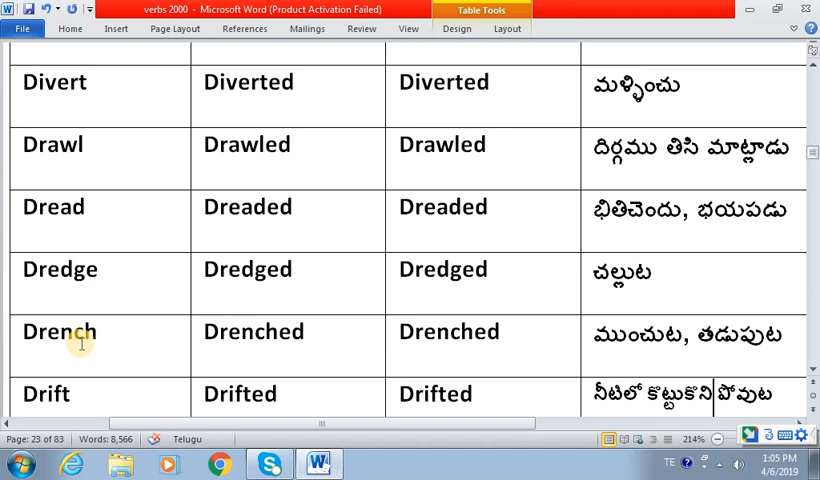 verbs 2000 - Microsoft Word (Product Activation Failed)
Table Tools
File Home Insert Page Layout References Mailings Review View Design Layout
Divert Diverted Diverted మళ్ళించు
Drawl Drawled Drawled దిర్గము తిసి మాట్లాడు
Dread Dreaded Dreaded భితిచెందు, భయపడు
Dredge Dredged Dredged చల్లుట
Drench Drenched Drenched ముంచుట, తడుపుట
Drift Drifted Drifted నీటిలో కొట్టుకొని పోవుట
Page: 23 of 83 Words: 8,566 Telugu 214%
TE 1:05 PM
4/6/2019